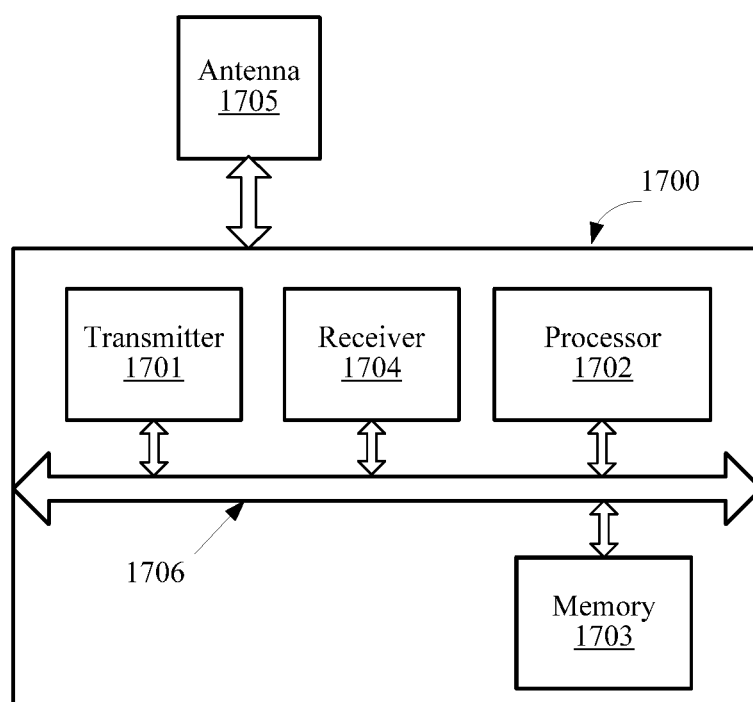 Antenna
1705
1700
Transmitter
1701
Receiver
1704
Processor
1702
1706
Memory
1703